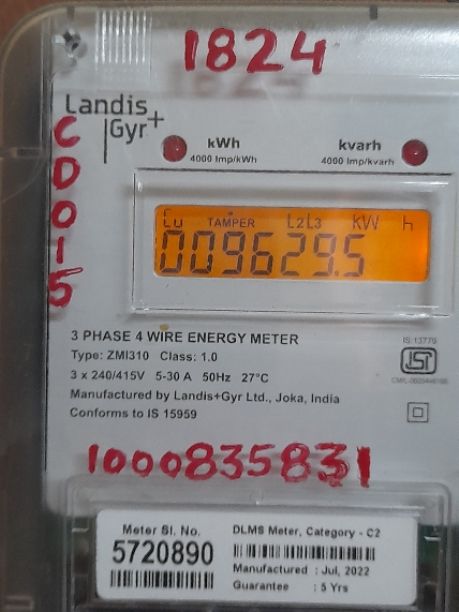 1824
Landis
Gyr+
CD015
kWh
4000 Imp/kWh
kvarh
4000 Imp/kvarh
Eu TAMPER L2L3 kW h
009629.5
3 PHASE 4 WIRE ENERGY METER
Type: ZMI310 Class: 1.0
3 x 240/415V 5-30 A 50Hz 27°C
Manufactured by Landis+Gyr Ltd., Joka, India
Conforms to IS 15959
IS 13779
ISI
1000835831
Meter Sl. No.
5720890
DLMS Meter, Category - C2
Manufactured : Jul, 2022
Guarantee : 5 Yrs